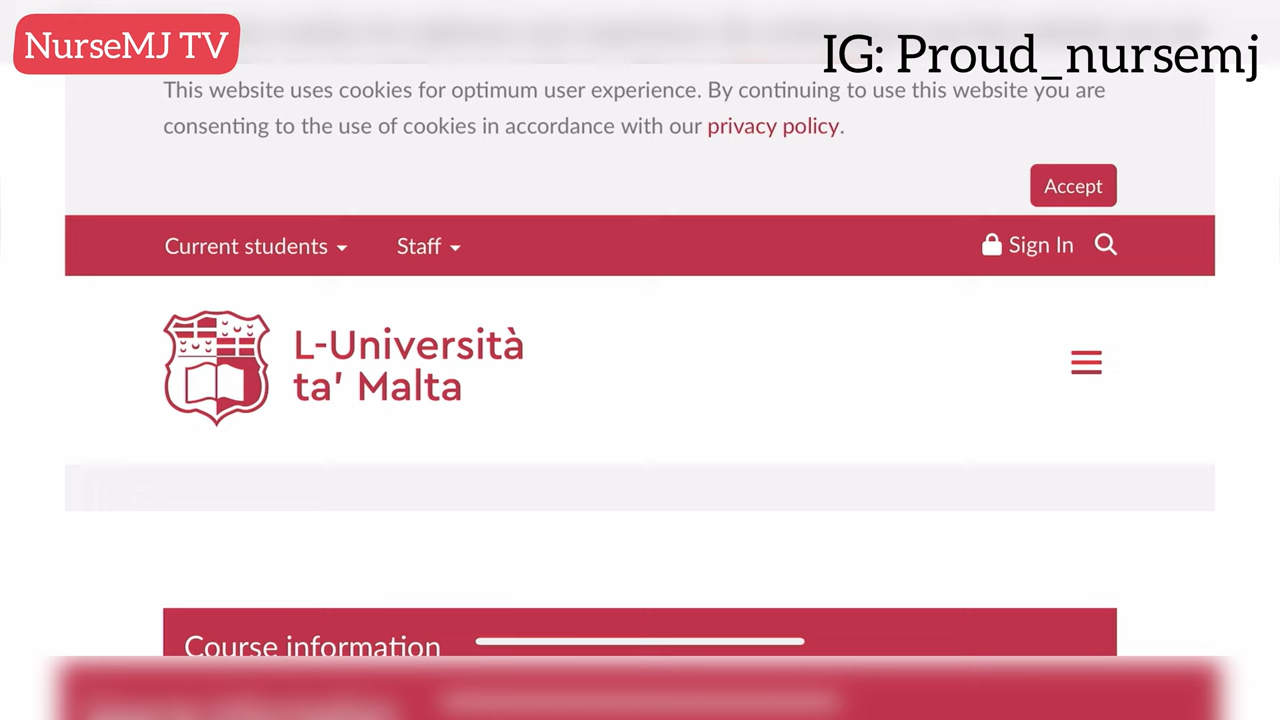 NurseMJ TV
IG: Proud_nursemj
This website uses cookies for optimum user experience. By continuing to use this website you are
consenting to the use of cookies in accordance with our privacy policy.
Accept
Current students
Staff
Sign In
L-Università
ta' Malta
Course information